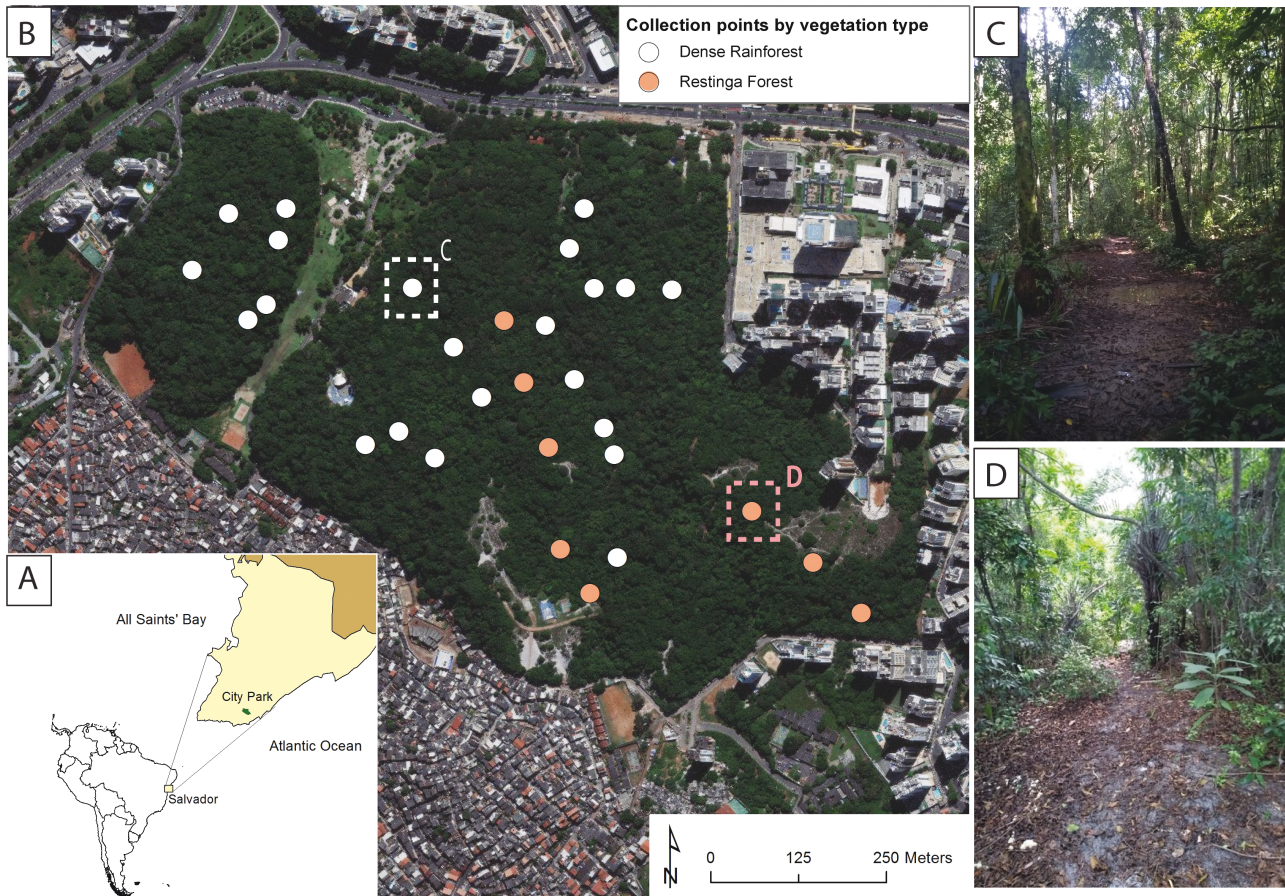 B
Collection points by vegetation type
Dense Rainforest
Restinga Forest
C
C
D
D
A
All Saints' Bay
City Park
Atlantic Ocean
Salvador
N
0 125 250 Meters